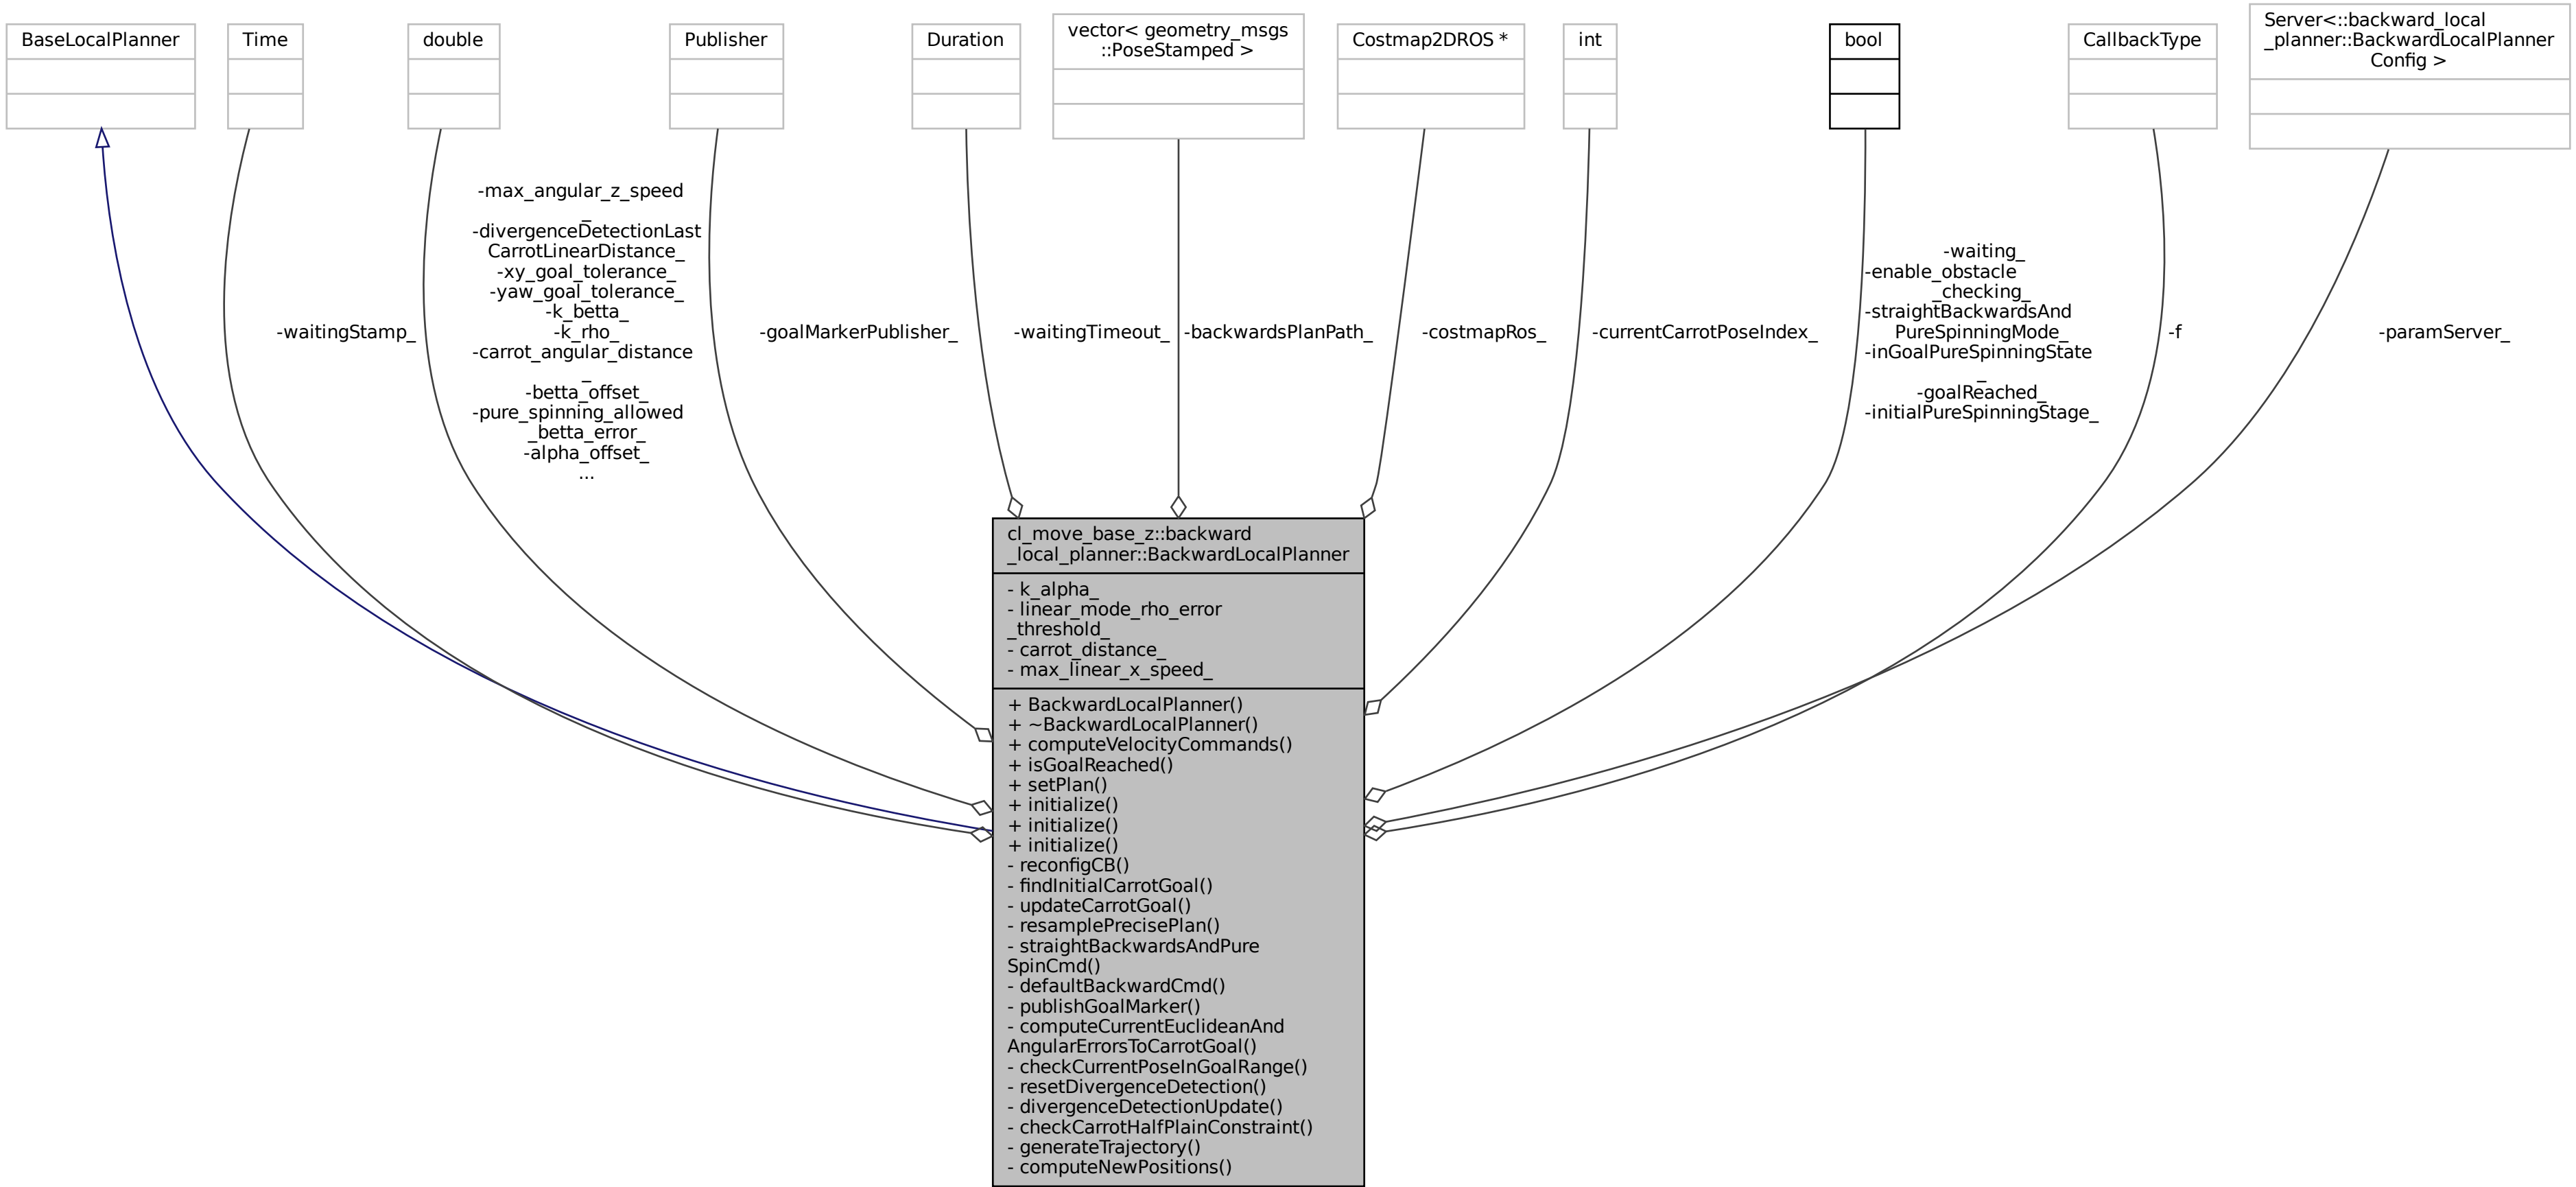 BaseLocalPlanner
Time
double
Publisher
Duration
vector< geometry_msgs
::PoseStamped >
Costmap2DROS *
int
bool
CallbackType
Server<::backward_local
_planner::BackwardLocalPlanner
Config >
-waitingStamp_
-max_angular_z_speed
_
-divergenceDetectionLast
CarrotLinearDistance_
-xy_goal_tolerance_
-yaw_goal_tolerance_
-k_betta_
-k_rho_
-carrot_angular_distance
_
-betta_offset_
-pure_spinning_allowed
_betta_error_
-alpha_offset_
...
-goalMarkerPublisher_
-waitingTimeout_
-backwardsPlanPath_
-costmapRos_
-currentCarrotPoseIndex_
-waiting_
-enable_obstacle
_checking_
-straightBackwardsAnd
PureSpinningMode_
-inGoalPureSpinningState
_
-goalReached_
-initialPureSpinningStage_
-f
-paramServer_
cl_move_base_z::backward
_local_planner::BackwardLocalPlanner
- k_alpha_
- linear_mode_rho_error
_threshold_
- carrot_distance_
- max_linear_x_speed_
+ BackwardLocalPlanner()
+ ~BackwardLocalPlanner()
+ computeVelocityCommands()
+ isGoalReached()
+ setPlan()
+ initialize()
+ initialize()
+ initialize()
- reconfigCB()
- findInitialCarrotGoal()
- updateCarrotGoal()
- resamplePrecisePlan()
- straightBackwardsAndPure
SpinCmd()
- defaultBackwardCmd()
- publishGoalMarker()
- computeCurrentEuclideanAnd
AngularErrorsToCarrotGoal()
- checkCurrentPoseInGoalRange()
- resetDivergenceDetection()
- divergenceDetectionUpdate()
- checkCarrotHalfPlainConstraint()
- generateTrajectory()
- computeNewPositions()